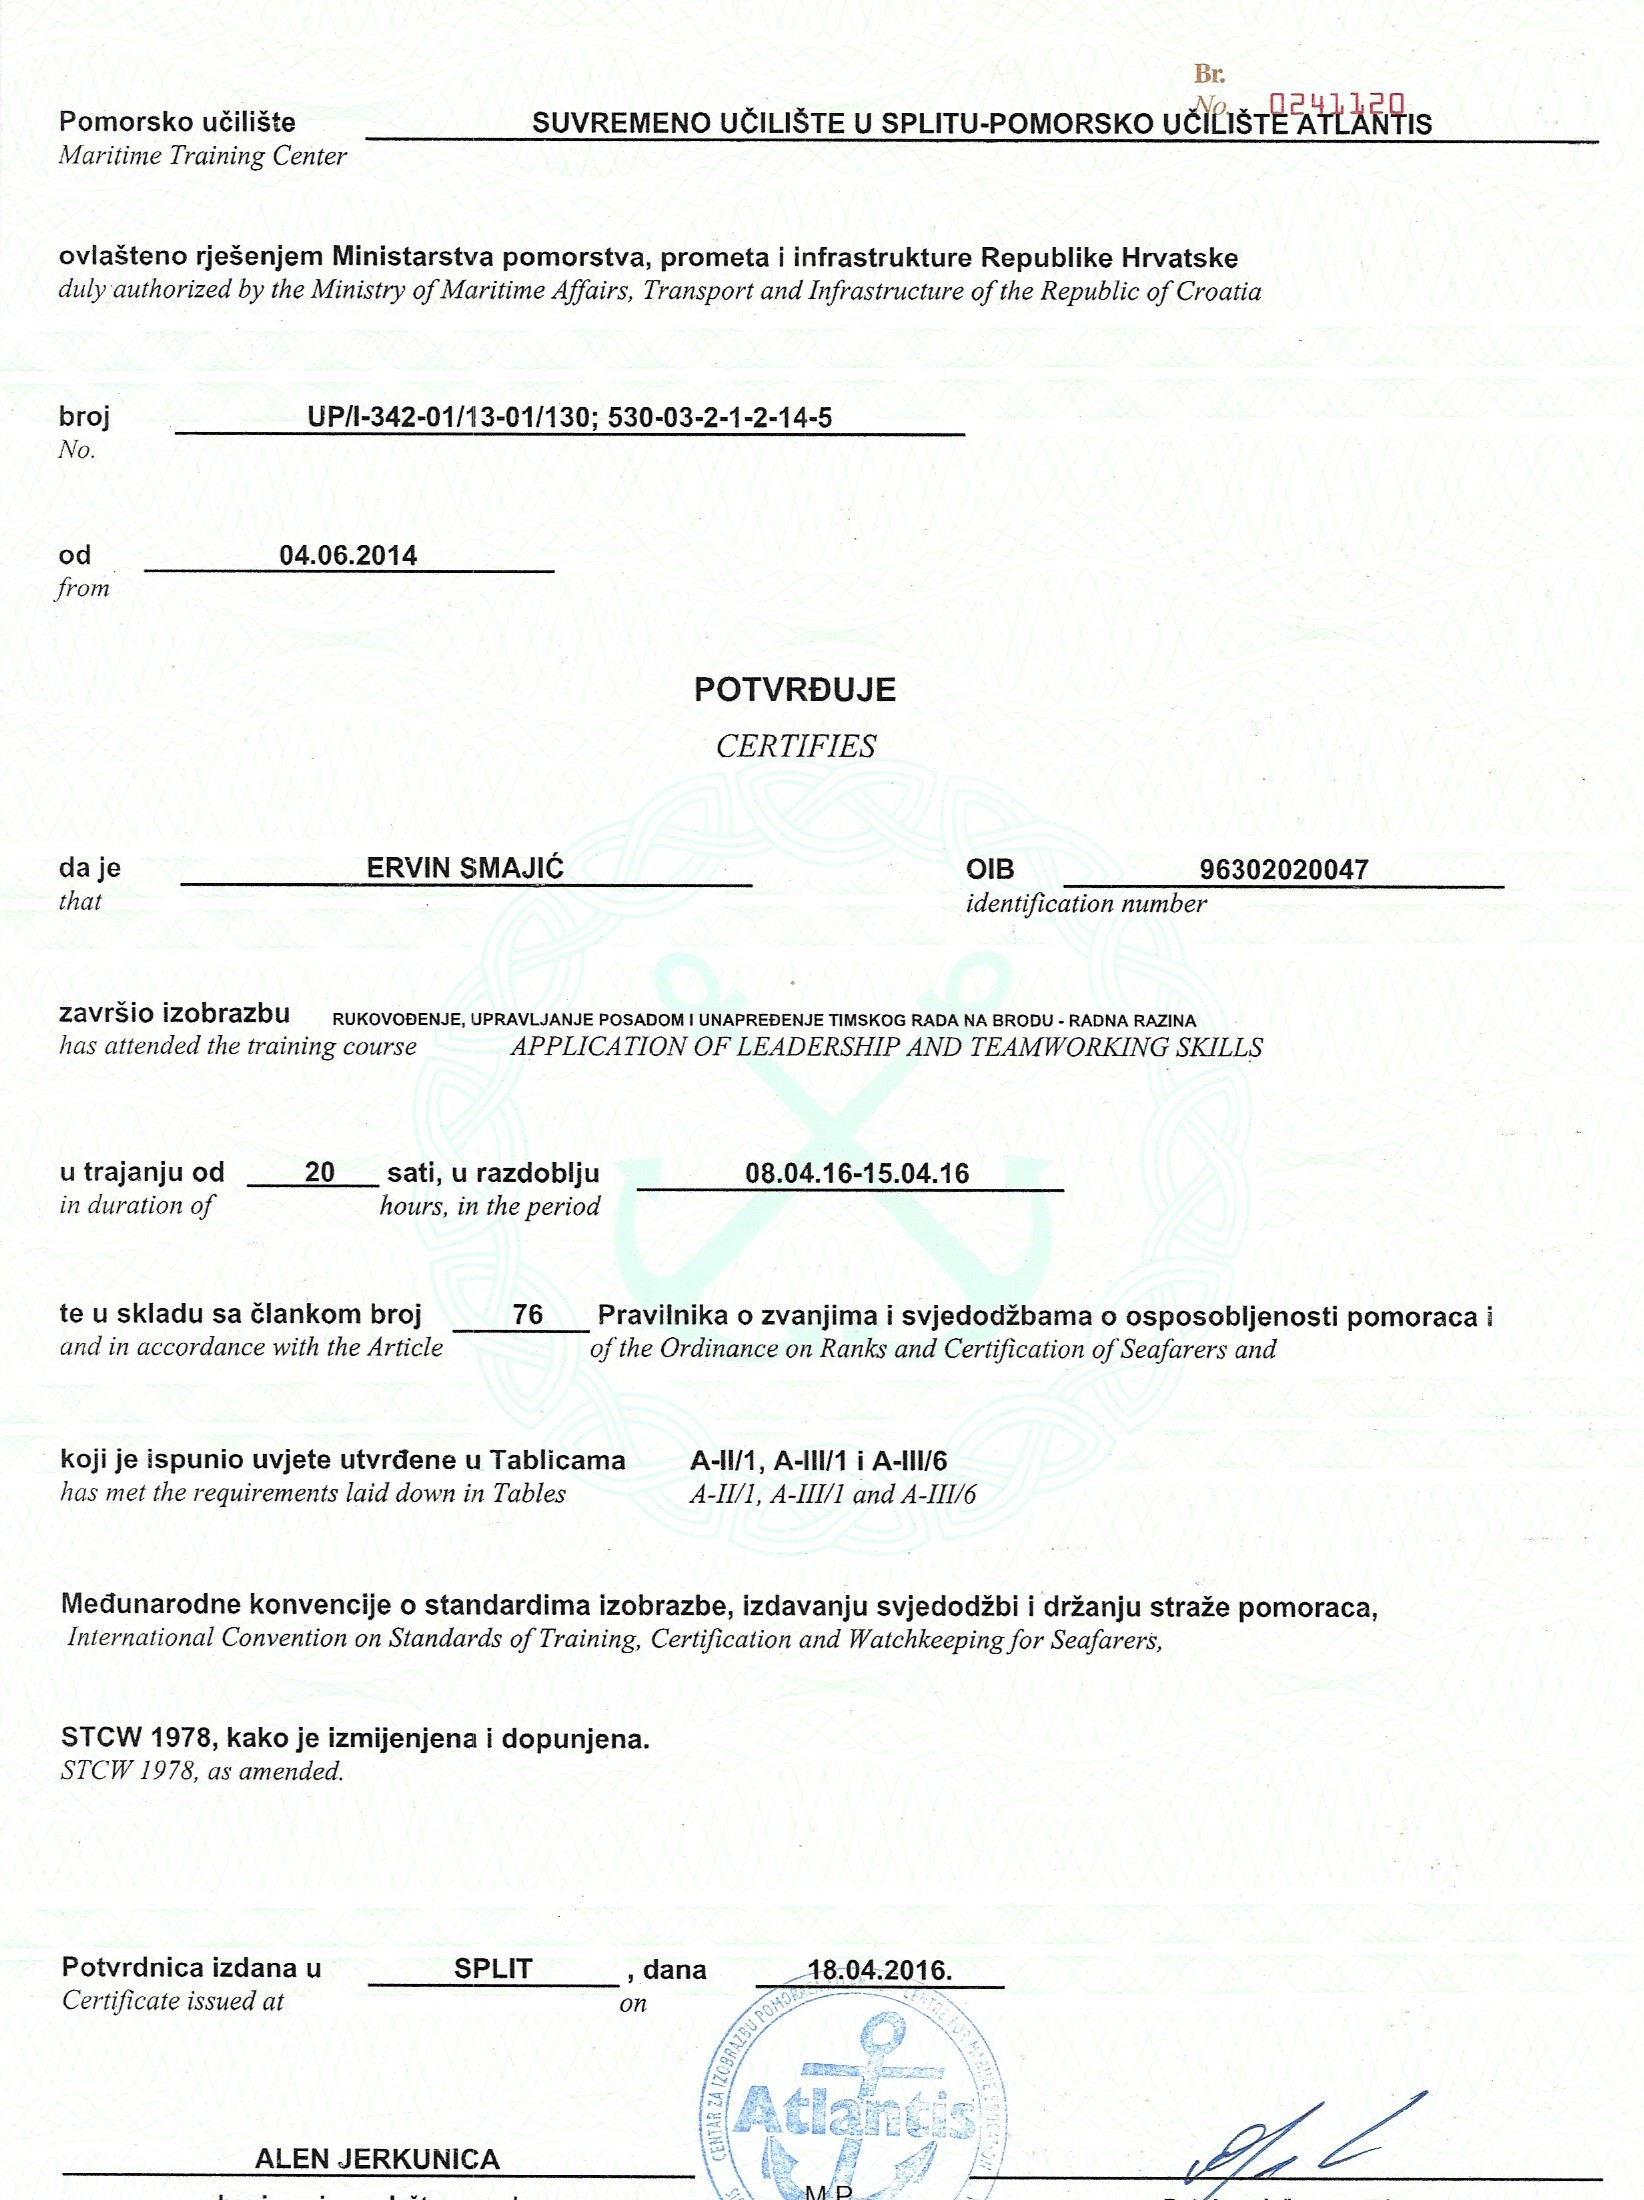 Br.
No. 0241120
Pomorsko učilište SUVREMENO UČILIŠTE U SPLITU-POMORSKO UČILIŠTE ATLANTIS
Maritime Training Center
ovlašteno rješenjem Ministarstva pomorstva, prometa i infrastrukture Republike Hrvatske
duly authorized by the Ministry of Maritime Affairs, Transport and Infrastructure of the Republic of Croatia
broj UP/I-342-01/13-01/130; 530-03-2-1-2-14-5
No.
od 04.06.2014
from
POTVRĐUJE
CERTIFIES
da je ERVIN SMAJIĆ OIB 96302020047
that identification number
završio izobrazbu RUKOVOĐENJE, UPRAVLJANJE POSADOM I UNAPREĐENJE TIMSKOG RADA NA BRODU - RADNA RAZINA
has attended the training course APPLICATION OF LEADERSHIP AND TEAMWORKING SKILLS
u trajanju od 20 sati, u razdoblju 08.04.16-15.04.16
in duration of hours, in the period
te u skladu sa člankom broj 76 Pravilnika o zvanjima i svjedodžbama o osposobljenosti pomoraca i
and in accordance with the Article of the Ordinance on Ranks and Certification of Seafarers and
koji je ispunio uvjete utvrđene u Tablicama A-II/1, A-III/1 i A-III/6
has met the requirements laid down in Tables A-II/1, A-III/1 and A-III/6
Međunarodne konvencije o standardima izobrazbe, izdavanju svjedodžbi i držanju straže pomoraca,
International Convention on Standards of Training, Certification and Watchkeeping for Seafarers,
STCW 1978, kako je izmijenjena i dopunjena.
STCW 1978, as amended.
Potvrdnica izdana u SPLIT , dana 18.04.2016.
Certificate issued at on
CENTAR ZA IZOBRAZBU POMORACA
Atlantis
ALEN JERKUNICA
M.P.